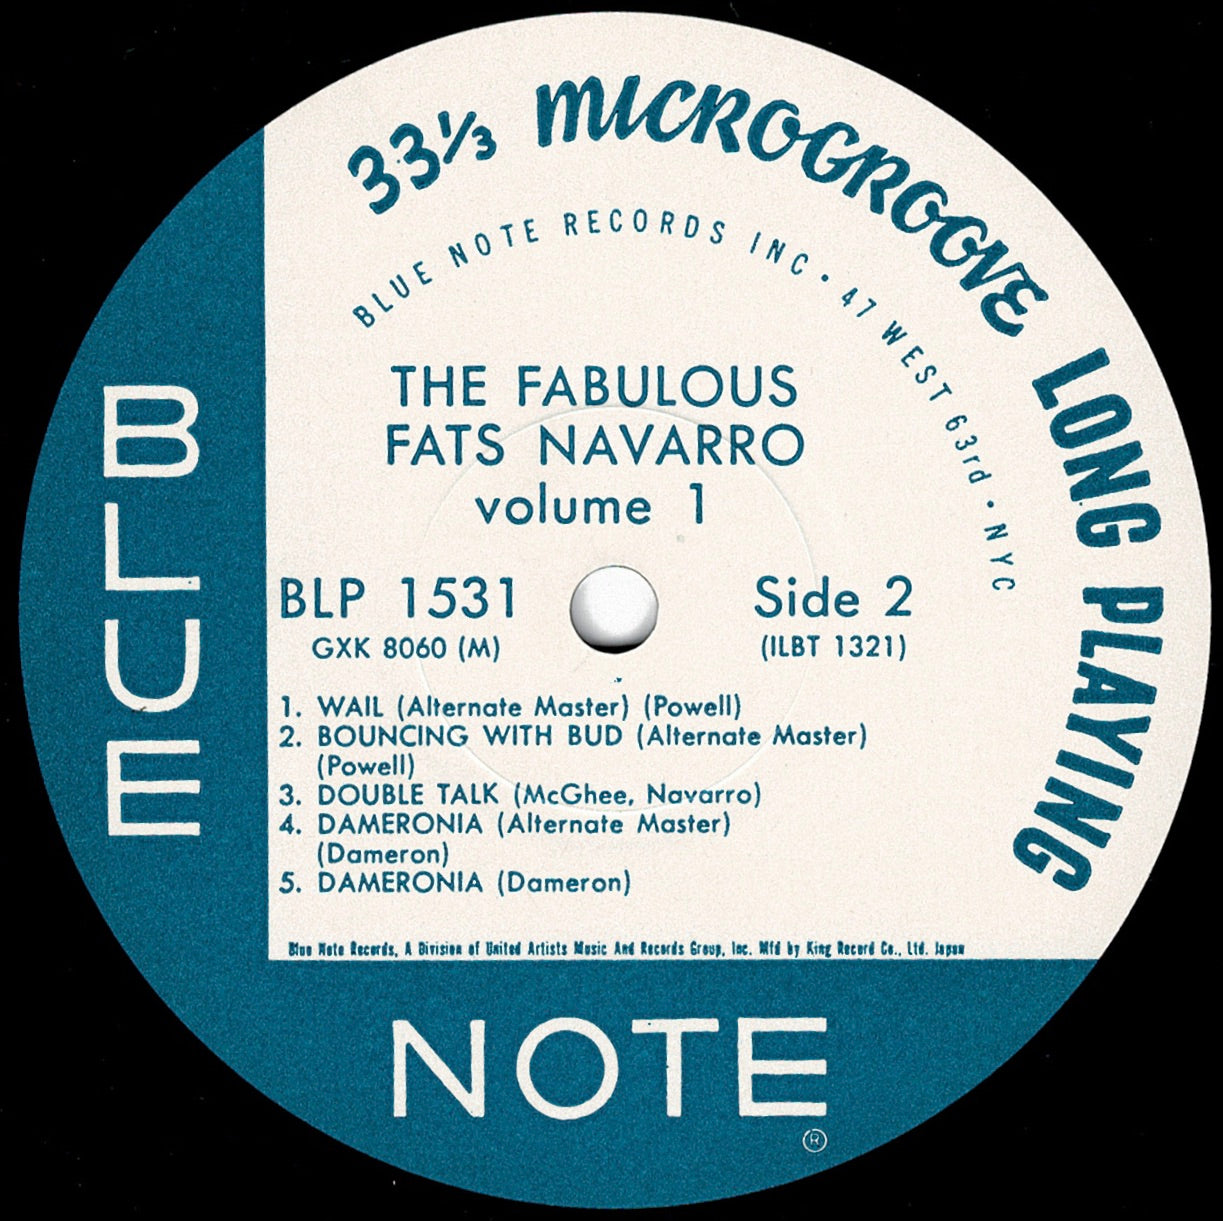 33⅓ MICROGROOVE LONG PLAYING
BLUE NOTE RECORDS INC • 47 WEST 63rd • NYC
THE FABULOUS
FATS NAVARRO
volume 1
BLP 1531 Side 2
GXK 8060 (M) (ILBT 1321)
1. WAIL (Alternate Master) (Powell)
2. BOUNCING WITH BUD (Alternate Master)
(Powell)
3. DOUBLE TALK (McGhee, Navarro)
4. DAMERONIA (Alternate Master)
(Dameron)
5. DAMERONIA (Dameron)
Blue Note Records, A Division of United Artists Music And Records Group, Inc. Mfd by King Record Co., Ltd. Japan
BLUE
NOTE
®